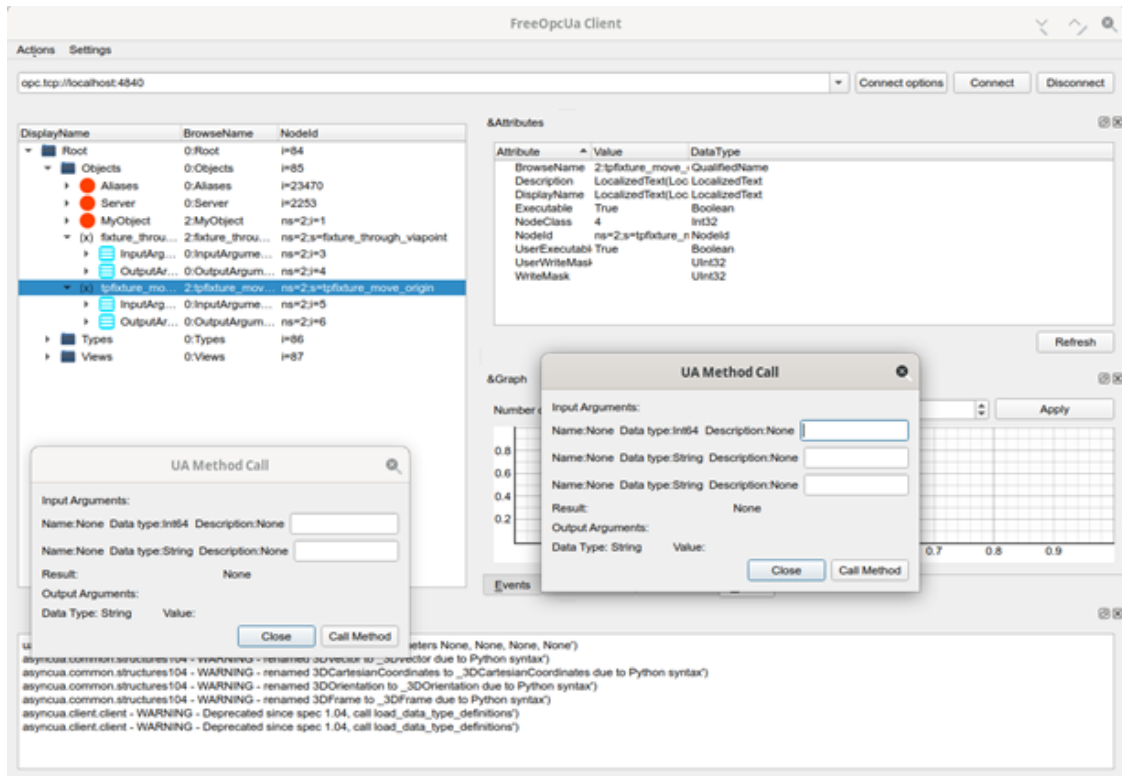 FreeOpcUa Client
Actions Settings
opc.tcp://localhost:4840
Connect options
Connect
Disconnect
DisplayName BrowseName NodeId
Root 0:Root i=84
Objects 0:Objects i=85
Aliases 0:Aliases i=23470
Server 0:Server i=2253
MyObject 2:MyObject ns=2;i=1
(x) fixture_throu... 2:fixture_throu... ns=2;s=fixture_through_viapoint
InputArg... 0:InputArgume... ns=2;i=3
OutputAr... 0:OutputArgum... ns=2;i=4
(x) tpfixture_mo... 2:tpfixture_mov... ns=2;s=tpfixture_move_origin
InputArg... 0:InputArgume... ns=2;i=5
OutputAr... 0:OutputArgum... ns=2;i=6
Types 0:Types i=86
Views 0:Views i=87
&Attributes
Attribute Value DataType
BrowseName 2:tpfixture_move_ QualifiedName
Description LocalizedText(Loc LocalizedText
DisplayName LocalizedText(Loc LocalizedText
Executable True Boolean
NodeClass 4 Int32
NodeId ns=2;s=tpfixture_n NodeId
UserExecutabl True Boolean
UserWriteMask UInt32
WriteMask UInt32
Refresh
&Graph
Number
Apply
0.8
0.6
0.4
0.2
0.7 0.8 0.9
Events
UA Method Call
Input Arguments:
Name:None Data type:Int64 Description:None
Name:None Data type:String Description:None
Name:None Data type:String Description:None
Result: None
Output Arguments:
Data Type: String Value:
Close
Call Method
UA Method Call
Input Arguments:
Name:None Data type:Int64 Description:None
Name:None Data type:String Description:None
Result: None
Output Arguments:
Data Type: String Value:
Close
Call Method
eters None, None, None, None')
asyncua.common.structures104 - WARNING - renamed 3DVector to _3DVector due to Python syntax')
asyncua.common.structures104 - WARNING - renamed 3DCartesianCoordinates to _3DCartesianCoordinates due to Python syntax')
asyncua.common.structures104 - WARNING - renamed 3DOrientation to _3DOrientation due to Python syntax')
asyncua.common.structures104 - WARNING - renamed 3DFrame to _3DFrame due to Python syntax')
asyncua.client.client - WARNING - Deprecated since spec 1.04, call load_data_type_definitions')
asyncua.client.client - WARNING - Deprecated since spec 1.04, call load_data_type_definitions')